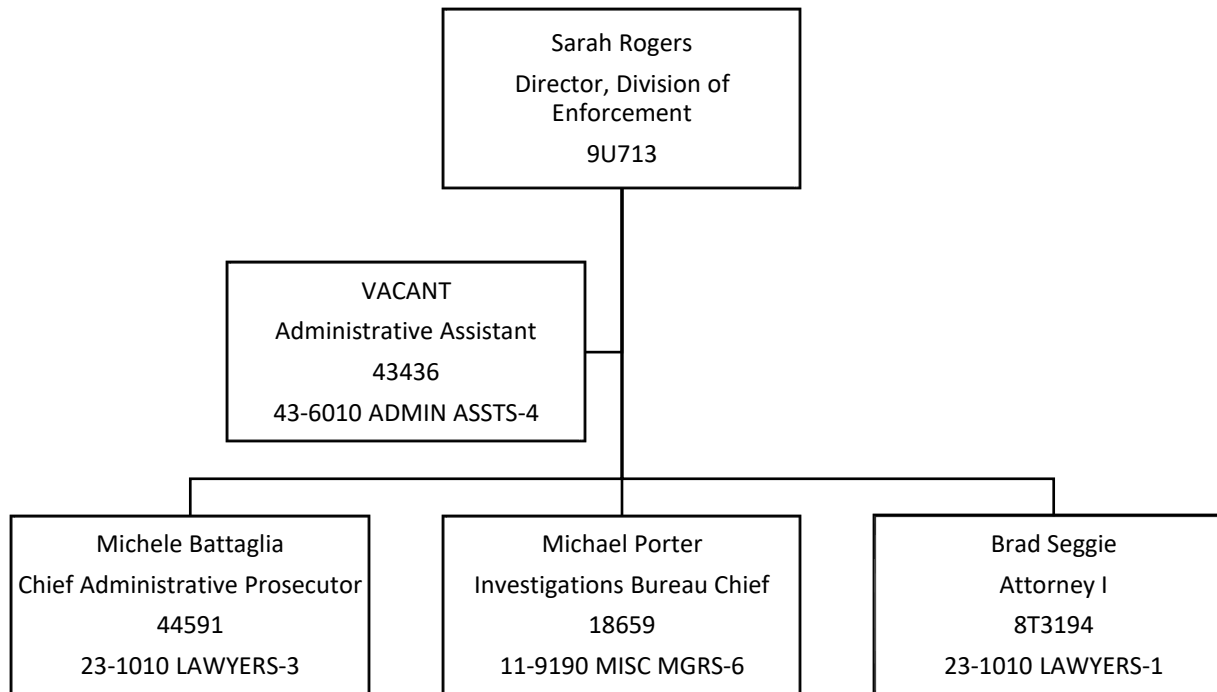 Sarah Rogers
Director, Division of
Enforcement
9U713
VACANT
Administrative Assistant
43436
43-6010 ADMIN ASSTS-4
Michele Battaglia
Chief Administrative Prosecutor
44591
23-1010 LAWYERS-3
Michael Porter
Investigations Bureau Chief
18659
11-9190 MISC MGRS-6
Brad Seggie
Attorney I
8T3194
23-1010 LAWYERS-1